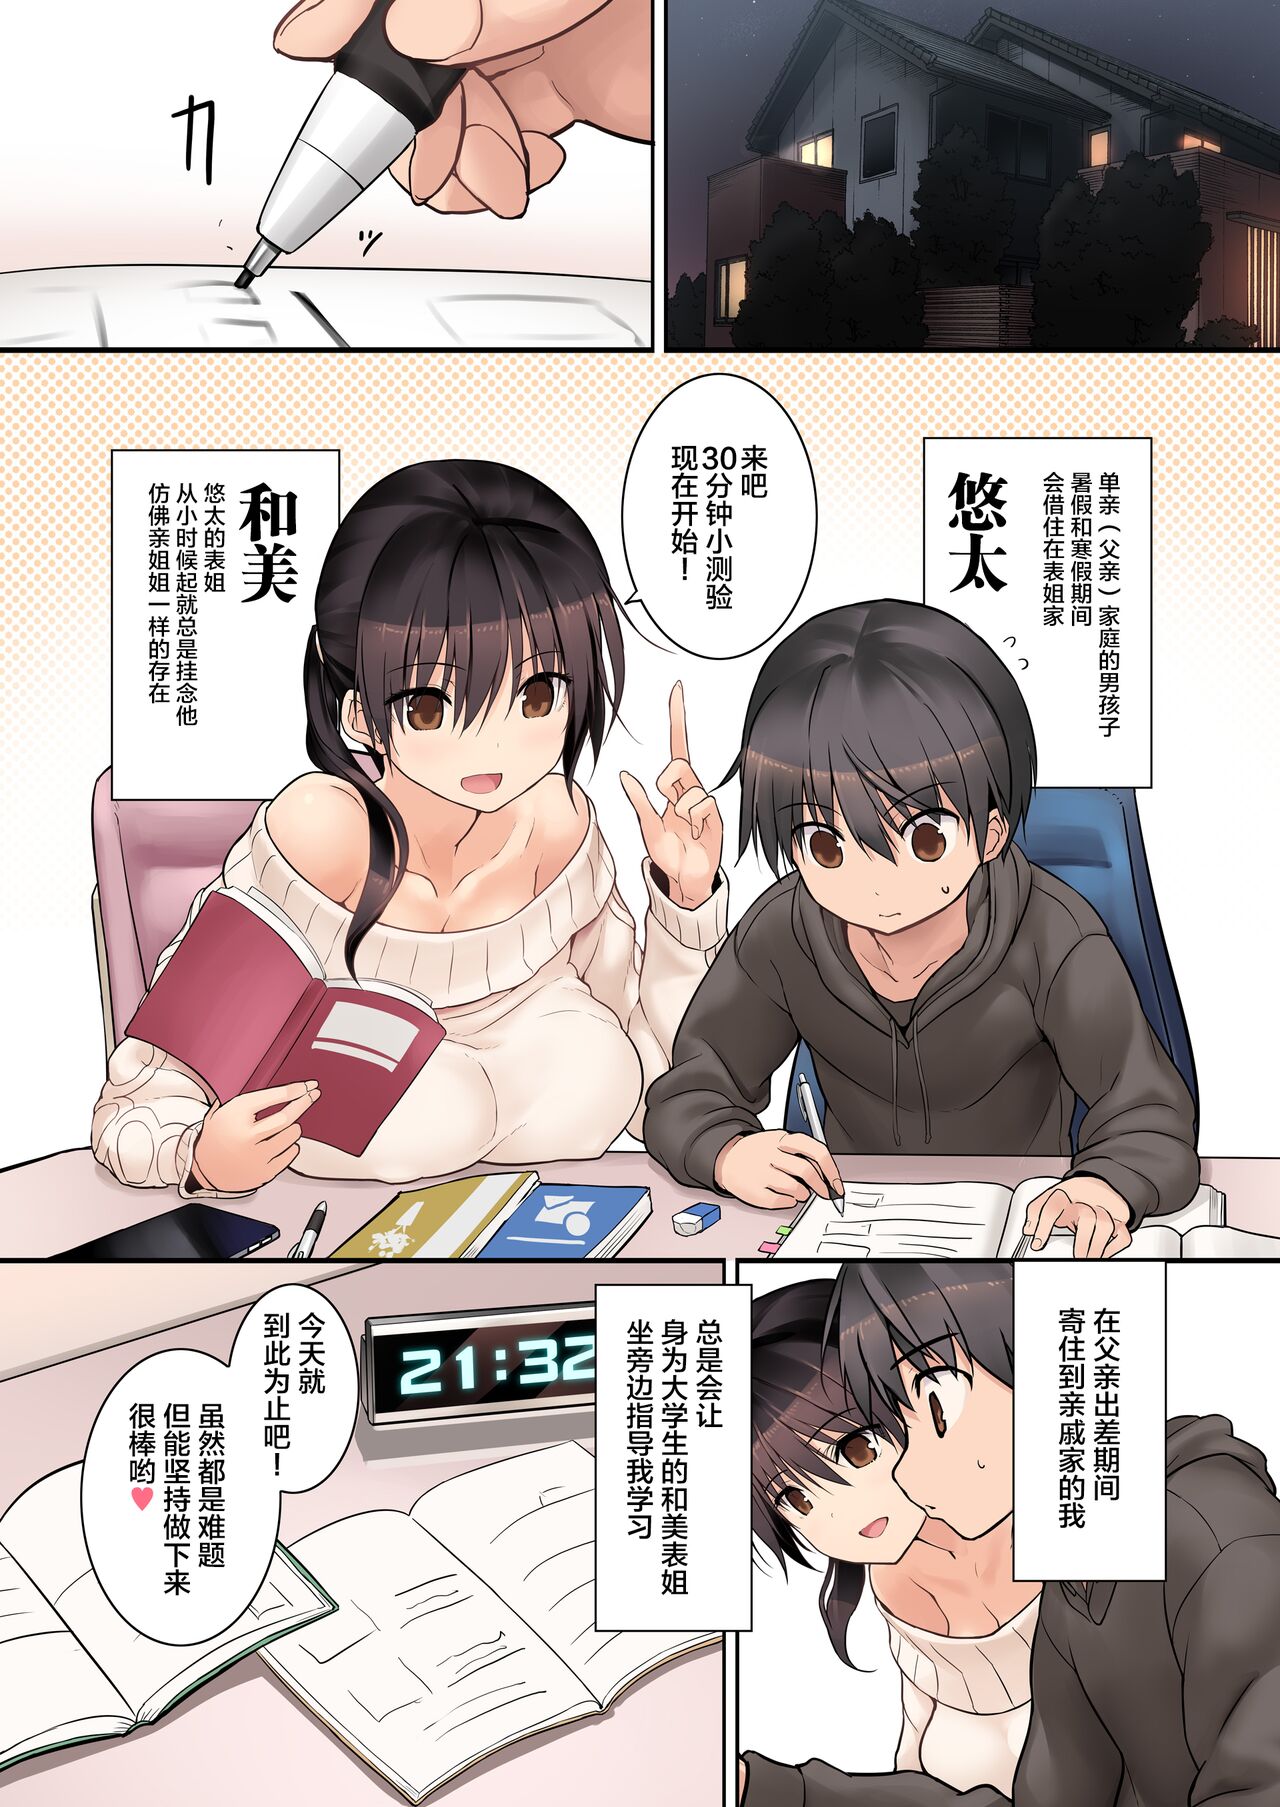 カ
ッ
来吧
30分钟小测验
现在开始！
悠太
单亲（父亲）家庭的男孩子
暑假和寒假期间
会借住在表姐家
和美
悠太的表姐
从小时候起就总是挂念他
仿佛亲姐姐一样的存在
在父亲出差期间
寄住到亲戚家的我
总是会让
身为大学生的和美表姐
坐旁边指导我学习
21:32
今天就
到此为止吧！
虽然都是难题
但能坚持做下来
很棒哟♥